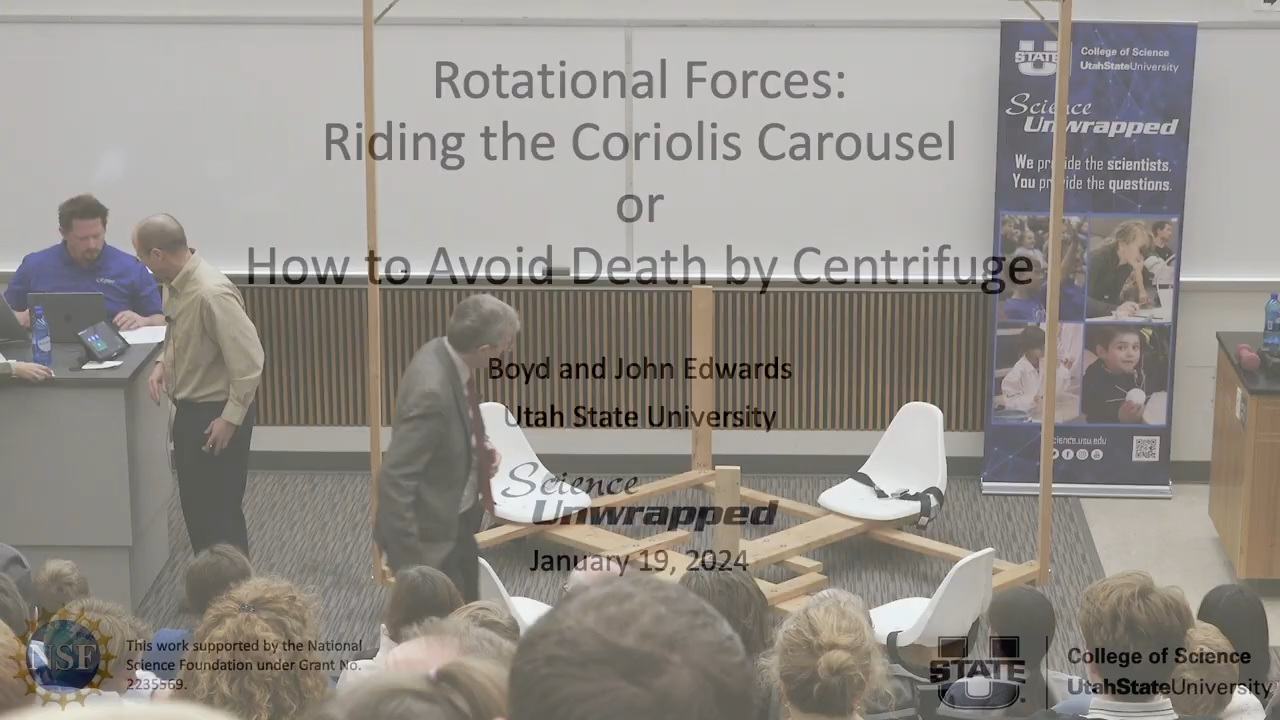 Rotational Forces:
Riding the Coriolis Carousel
or
How to Avoid Death by Centrifuge
Boyd and John Edwards
Utah State University
Science
Unwrapped
January 19, 2024
NSF
This work supported by the National
Science Foundation under Grant No.
2235569.
STATE
College of Science
UtahStateUniversity
STATE
College of Science
UtahStateUniversity
Science
Unwrapped
We provide the scientists.
You provide the questions.